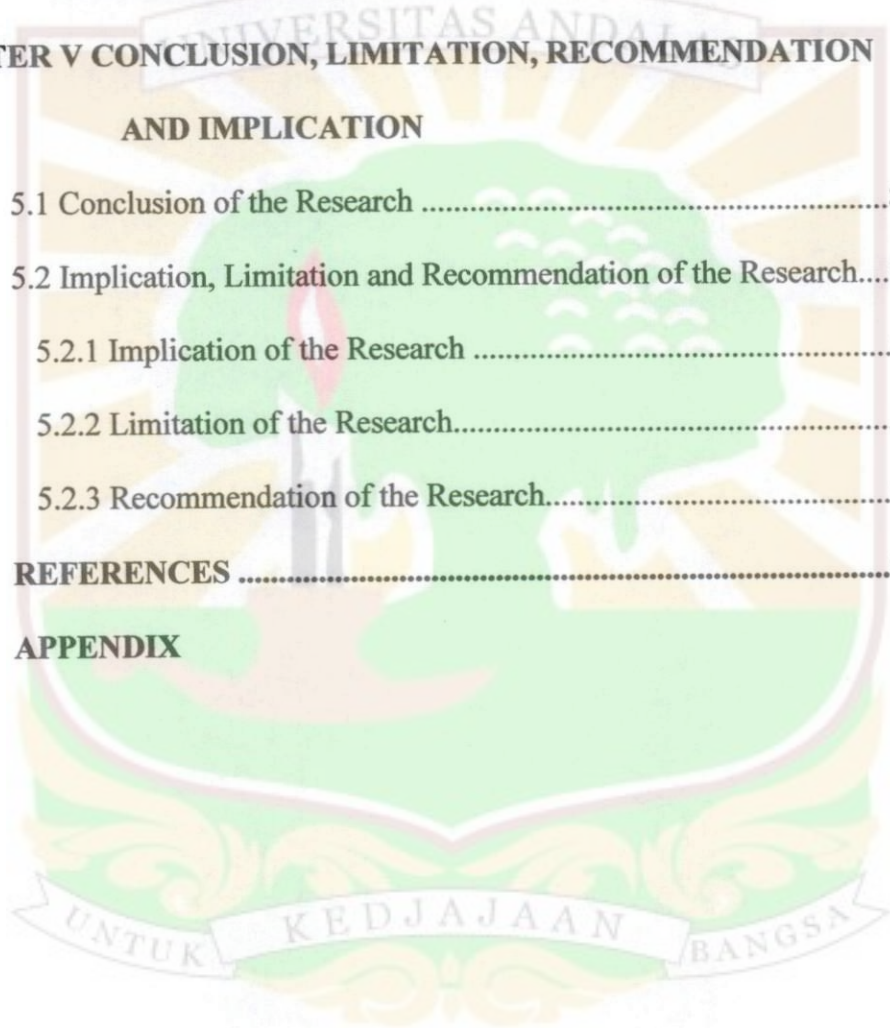 UNIVERSITAS ANDALAS
TER V CONCLUSION, LIMITATION, RECOMMENDATION
AND IMPLICATION
5.1 Conclusion of the Research ..........................................................
5.2 Implication, Limitation and Recommendation of the Research....
5.2.1 Implication of the Research ....................................................
5.2.2 Limitation of the Research......................................................
5.2.3 Recommendation of the Research...........................................
REFERENCES ................................................................................
APPENDIX
UNTUK KEDJAJAAN BANGSA